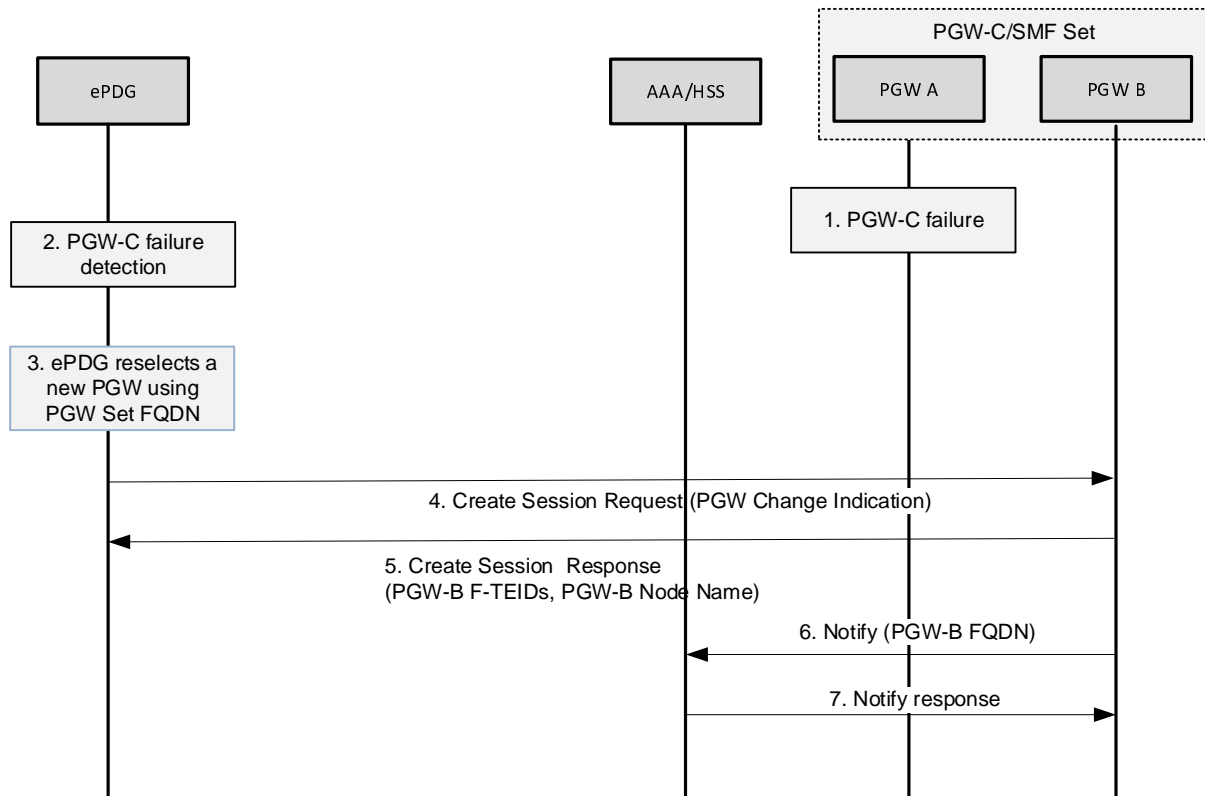 PGW-C/SMF Set
ePDG
AAA/HSS
PGW A
PGW B
1. PGW-C failure
2. PGW-C failure
detection
3. ePDG reselects a
new PGW using
PGW Set FQDN
4. Create Session Request (PGW Change Indication)
5. Create Session Response
(PGW-B F-TEIDs, PGW-B Node Name)
6. Notify (PGW-B FQDN)
7. Notify response